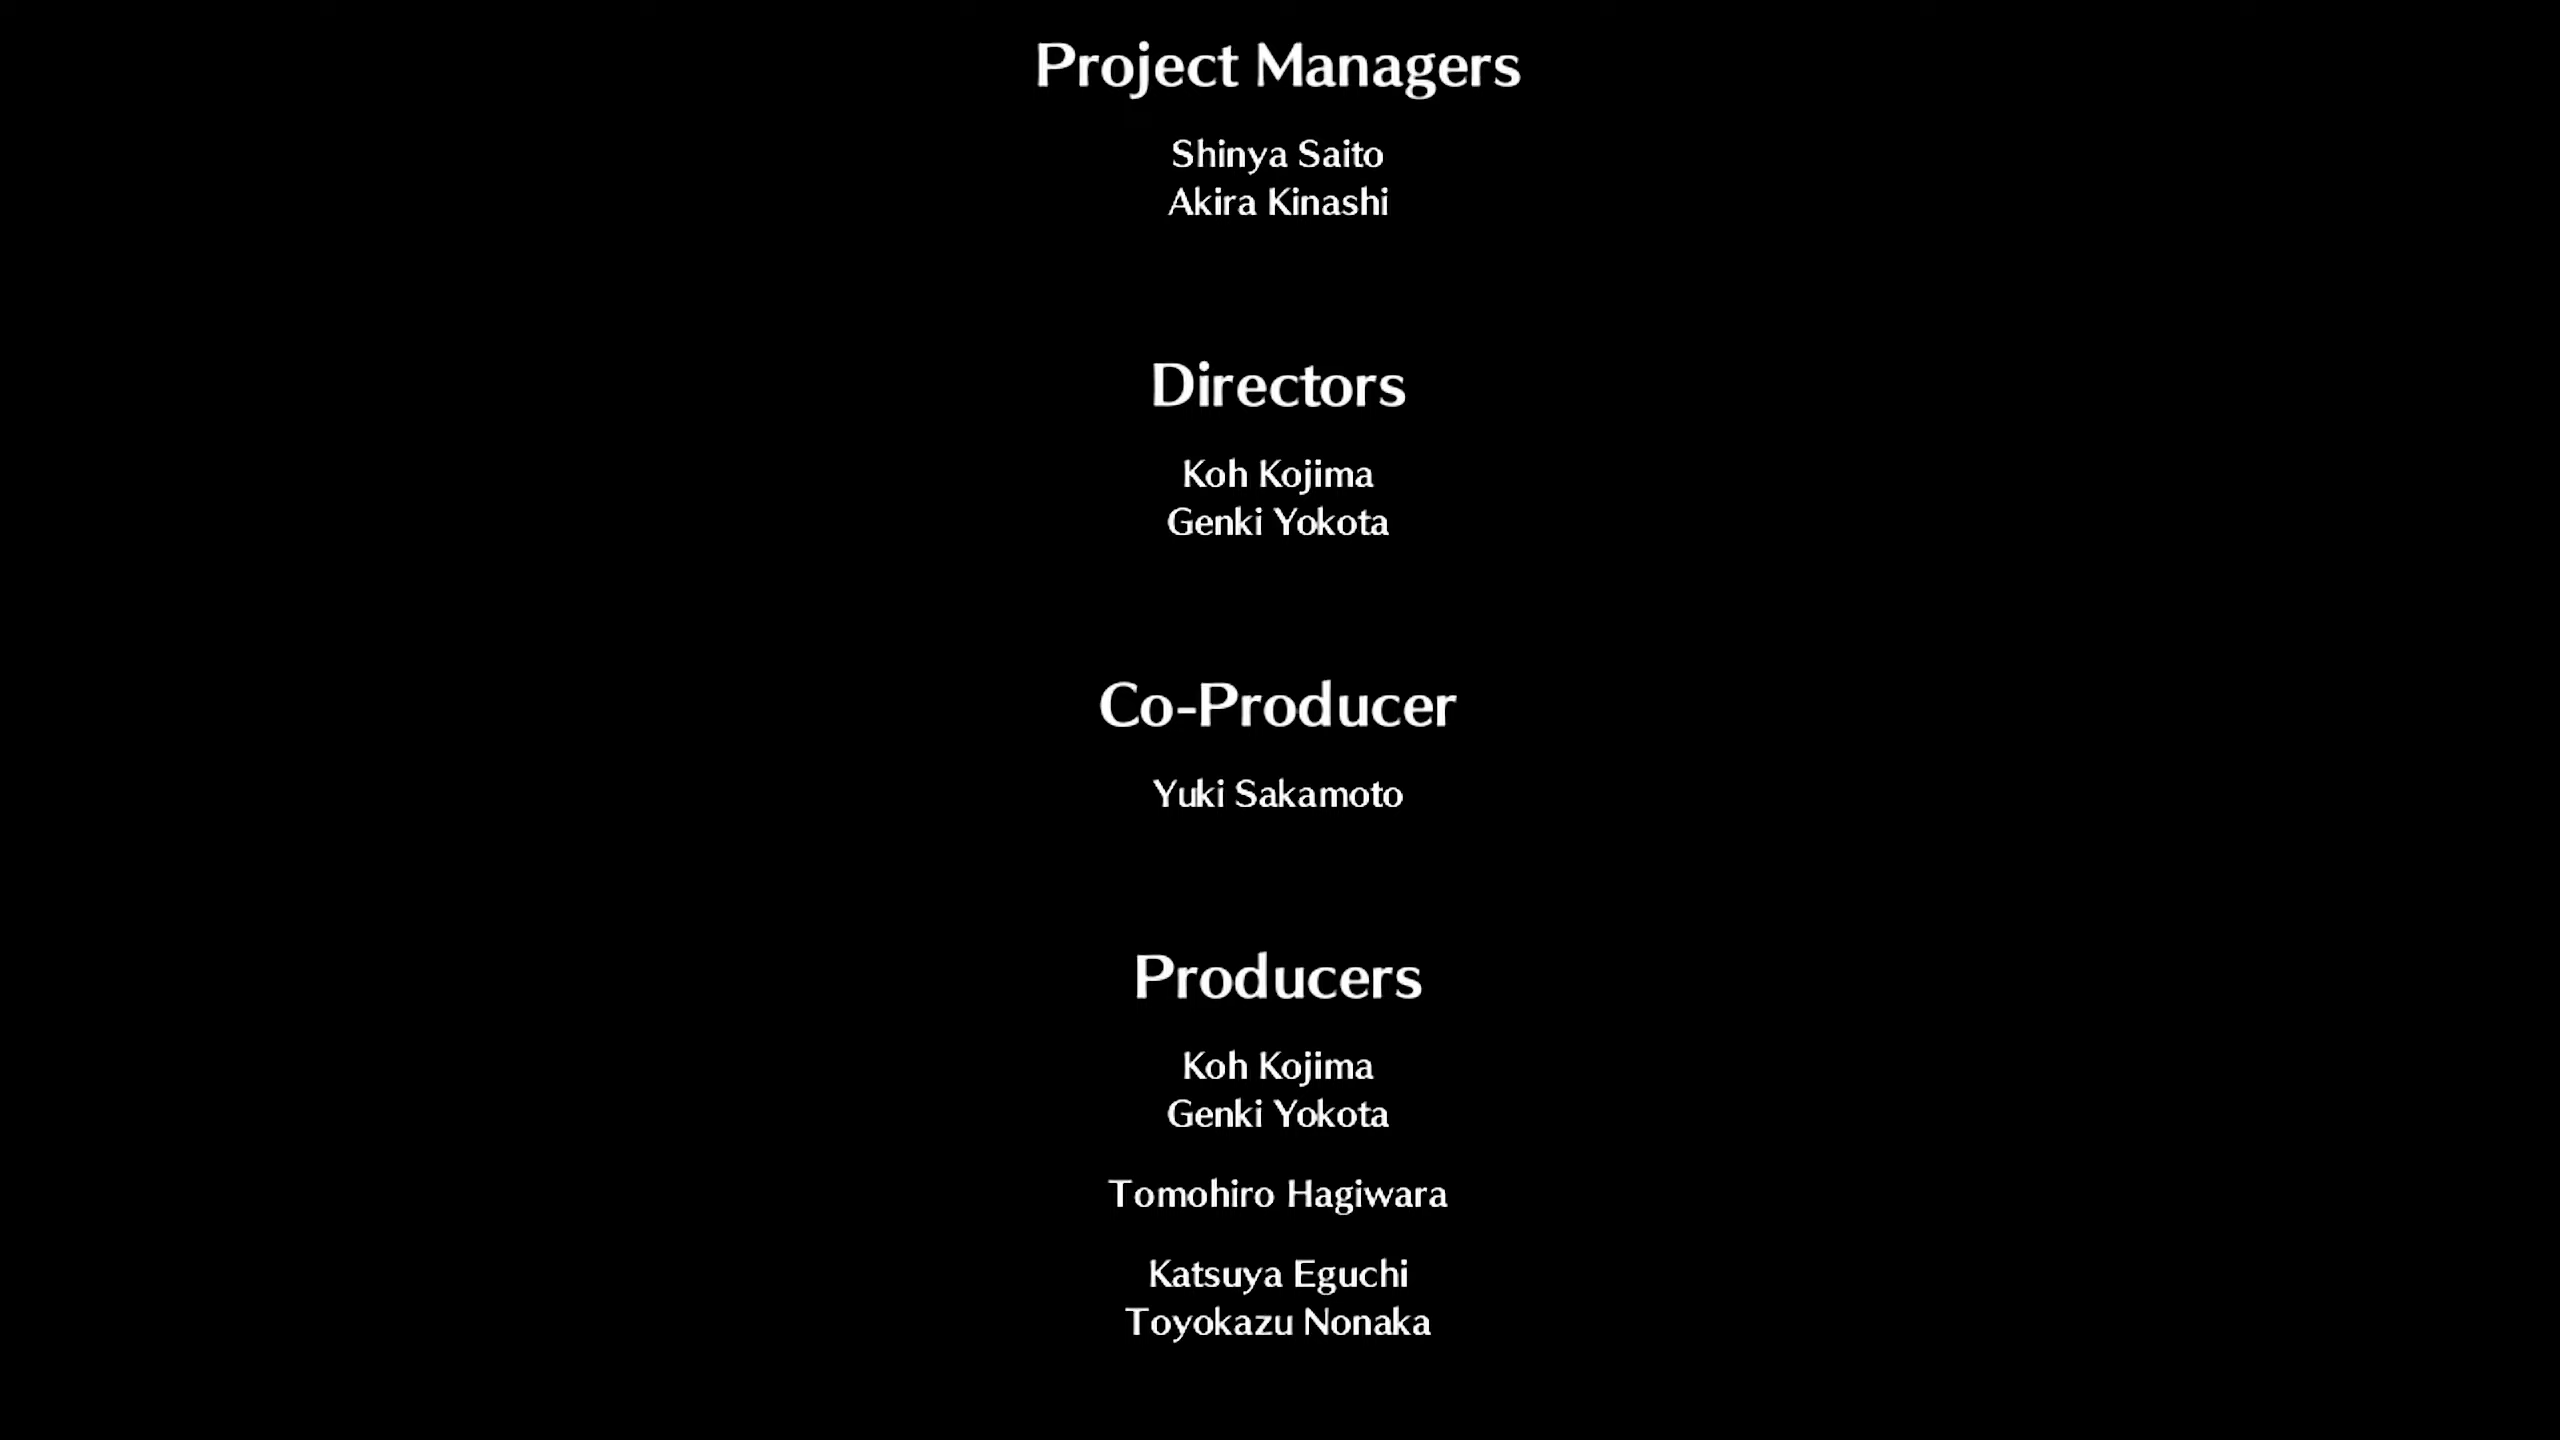 Project Managers
Shinya Saito
Akira Kinashi
Directors
Koh Kojima
Genki Yokota
Co-Producer
Yuki Sakamoto
Producers
Koh Kojima
Genki Yokota
Tomohiro Hagiwara
Katsuya Eguchi
Toyokazu Nonaka